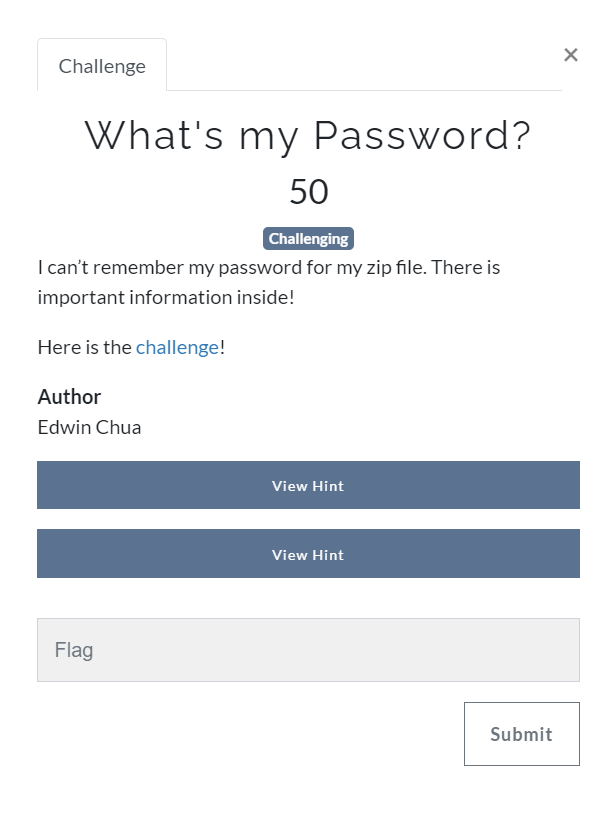 Challenge
×
What's my Password?
50
Challenging
I can’t remember my password for my zip file. There is
important information inside!
Here is the challenge!
Author
Edwin Chua
View Hint
View Hint
Flag
Submit